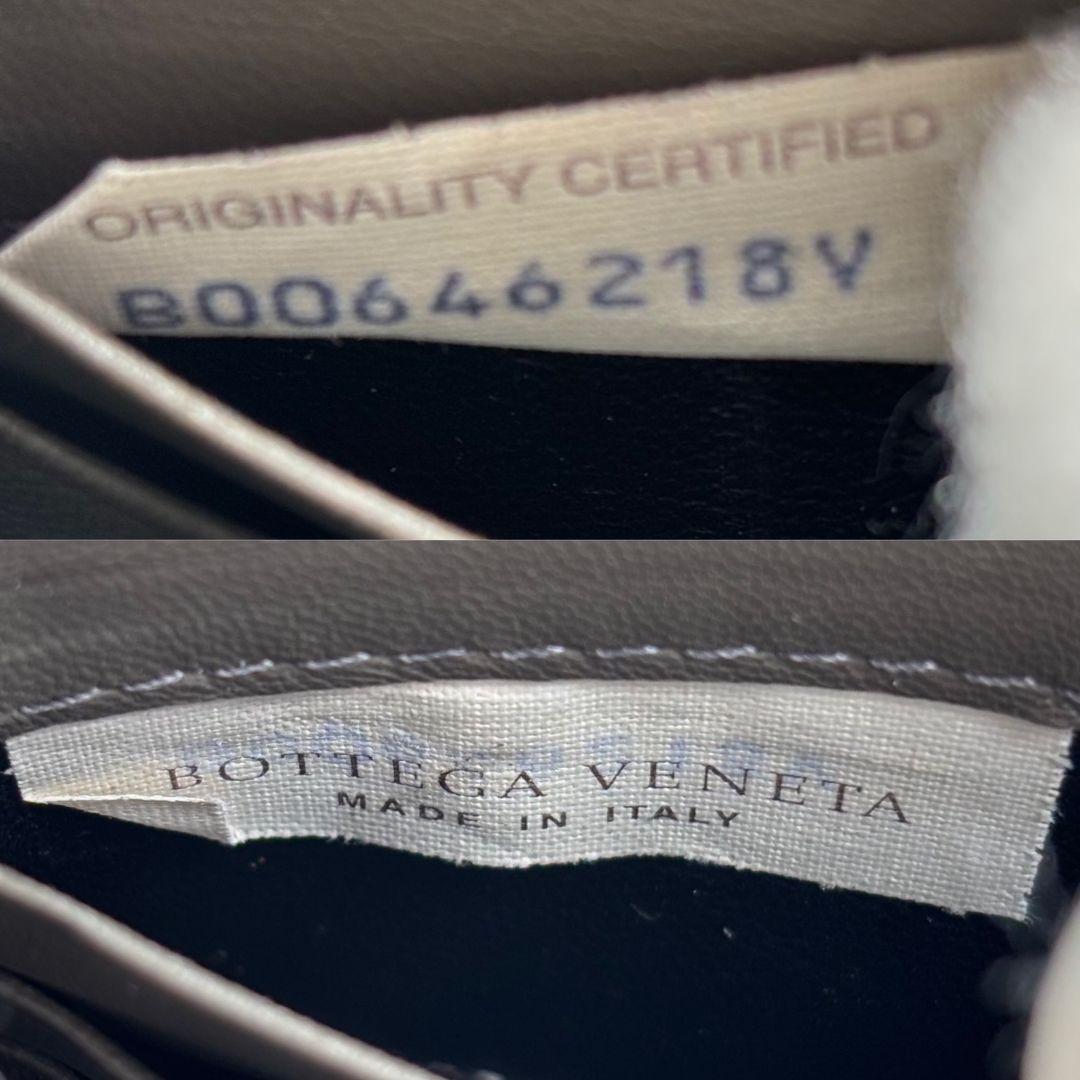 ORIGINALITY CERTIFIED
B00646218V
BOTTEGA VENETA
MADE IN ITALY